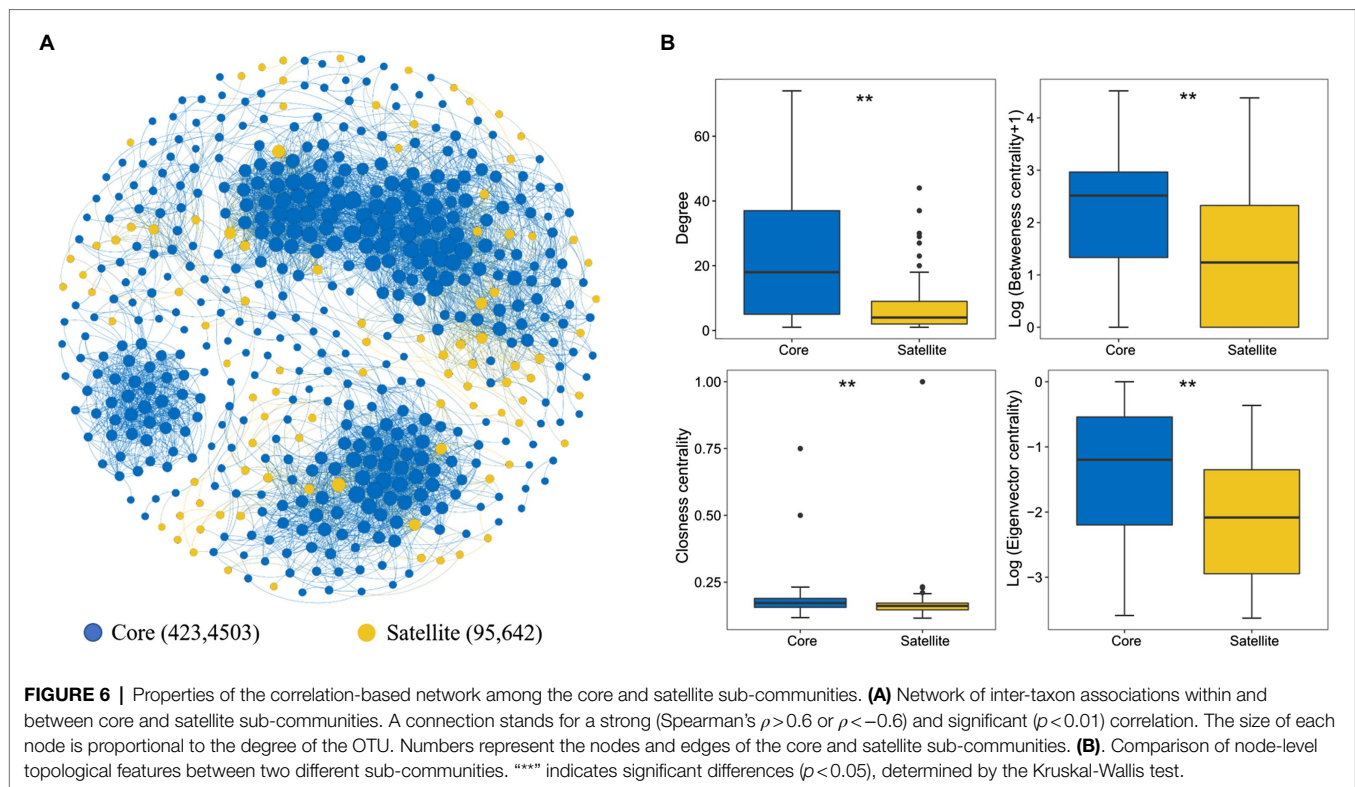 A
B
Core (423,4503)
Satellite (95,642)
**
Degree
60
40
20
0
Core
Satellite
**
Log (Betweeness centrality+1)
4
3
2
1
0
Core
Satellite
**
Closness centrality
1.00
0.75
0.50
0.25
Core
Satellite
**
Log (Eigenvector centrality)
0
−1
−2
−3
Core
Satellite
FIGURE 6 | Properties of the correlation-based network among the core and satellite sub-communities. (A) Network of inter-taxon associations within and
between core and satellite sub-communities. A connection stands for a strong (Spearman's ρ>0.6 or ρ<−0.6) and significant (p<0.01) correlation. The size of each
node is proportional to the degree of the OTU. Numbers represent the nodes and edges of the core and satellite sub-communities. (B). Comparison of node-level
topological features between two different sub-communities. “**” indicates significant differences (p<0.05), determined by the Kruskal-Wallis test.